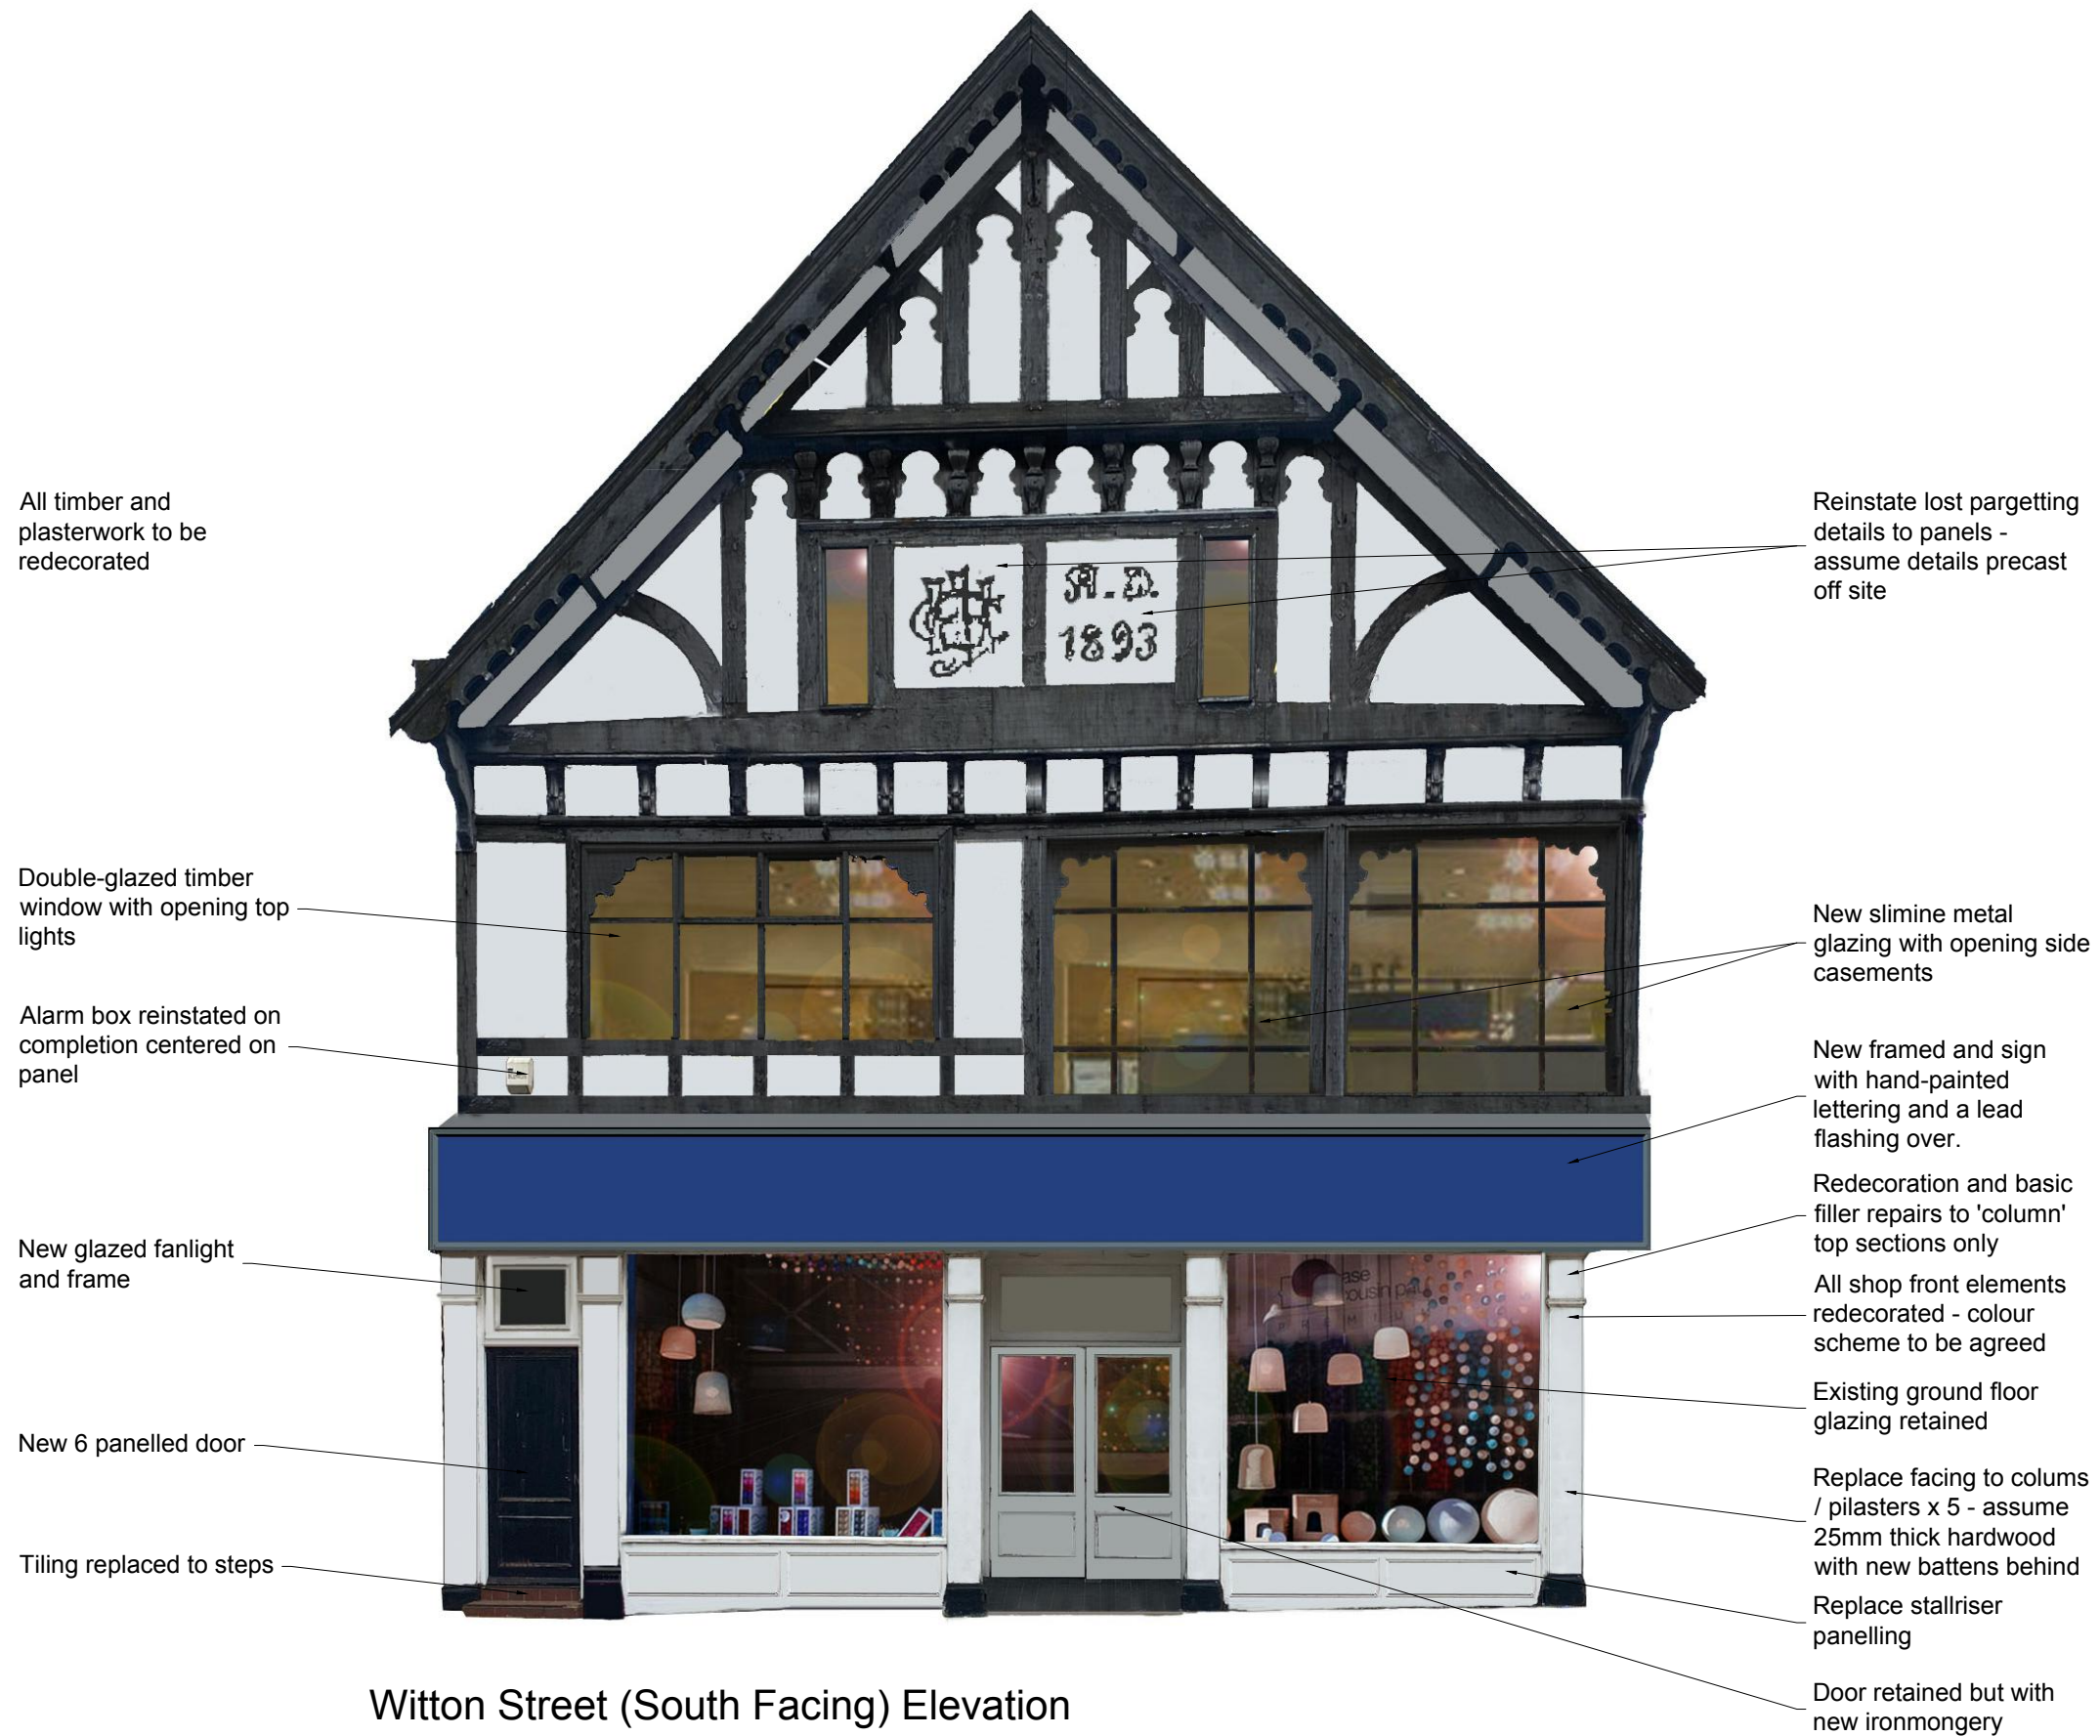 All timber and
plasterwork to be
redecorated
Double-glazed timber
window with opening top
lights
Alarm box reinstated on
completion centered on
panel
New glazed fanlight
and frame
New 6 panelled door
Tiling replaced to steps
A.D.
1893
Reinstate lost pargetting
details to panels -
assume details precast
off site
New slimine metal
glazing with opening side
casements
New framed and sign
with hand-painted
lettering and a lead
flashing over.
Redecoration and basic
filler repairs to 'column'
top sections only
All shop front elements
redecorated - colour
scheme to be agreed
Existing ground floor
glazing retained
Replace facing to colums
/ pilasters x 5 - assume
25mm thick hardwood
with new battens behind
Replace stallriser
panelling
Door retained but with
new ironmongery
Witton Street (South Facing) Elevation